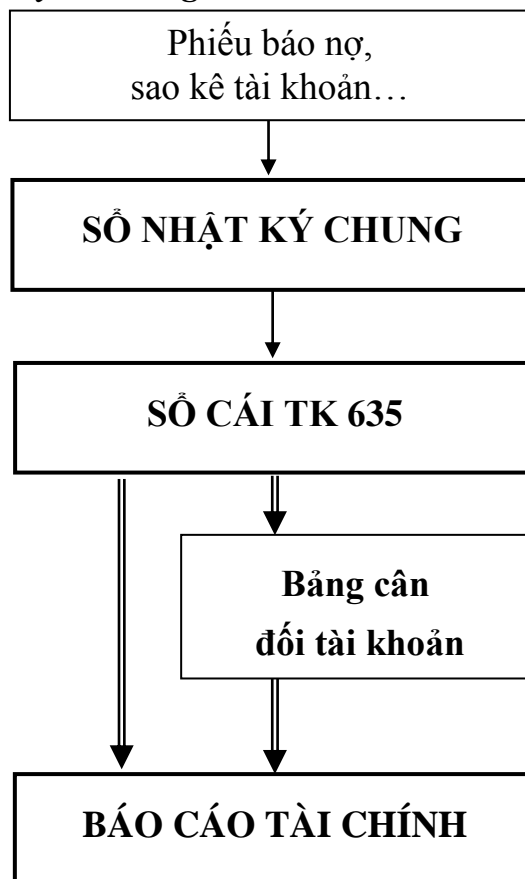 Phiếu báo nợ,
sao kê tài khoản…
SỔ NHẬT KÝ CHUNG
SỔ CÁI TK 635
Bảng cân
đối tài khoản
BÁO CÁO TÀI CHÍNH